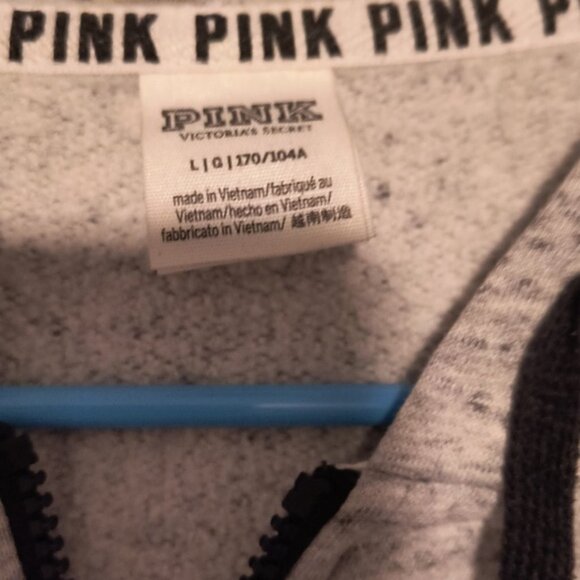 PINK PINK PINK P
PINK
VICTORIA'S SECRET
L | G | 170/104A
made in Vietnam/fabriqué au
Vietnam/hecho en Vietnam/
fabbricato in Vietnam/ 越南制造